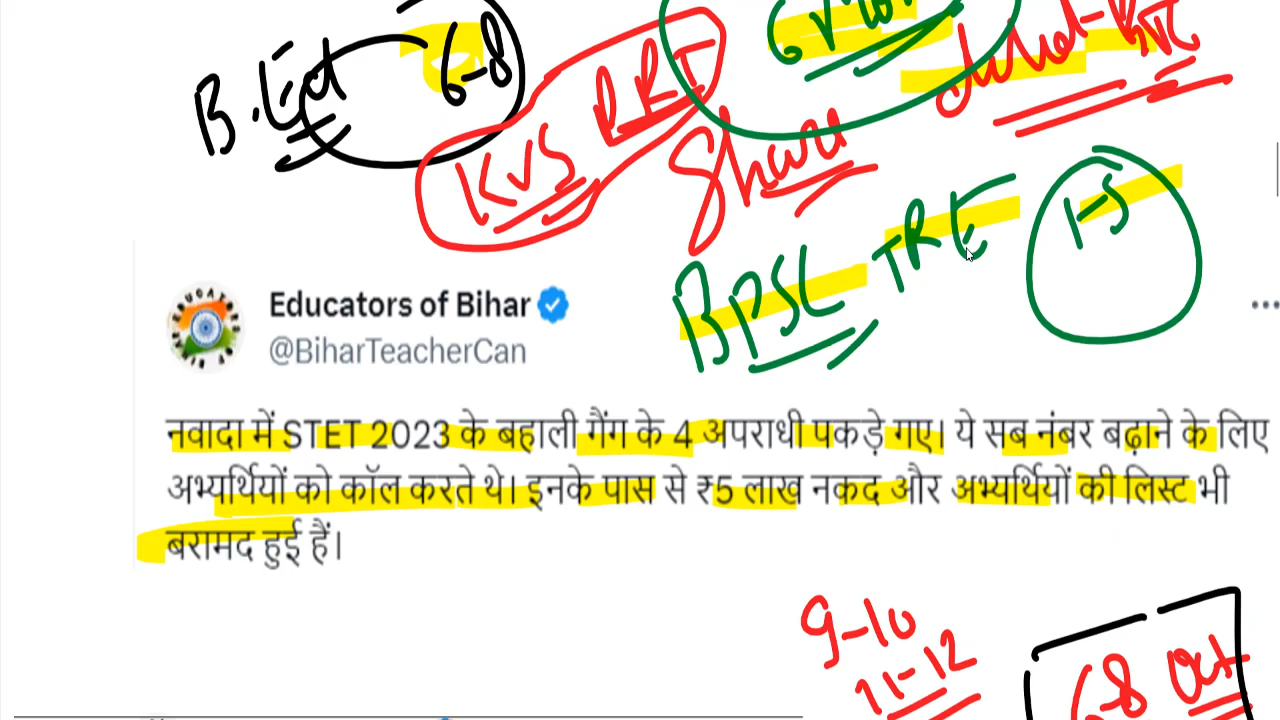 B.Ed 6-8
KVS PRT
Share
BPSC TRE 1-5
Educators of Bihar
@BiharTeacherCan
नवादा में STET 2023 के बहाली गैंग के 4 अपराधी पकड़े गए। ये सब नंबर बढ़ाने के लिए
अभ्यर्थियों को कॉल करते थे। इनके पास से ₹5 लाख नकद और अभ्यर्थियों की लिस्ट भी
बरामद हुई हैं।
9-10
11-12
6-8 Oct